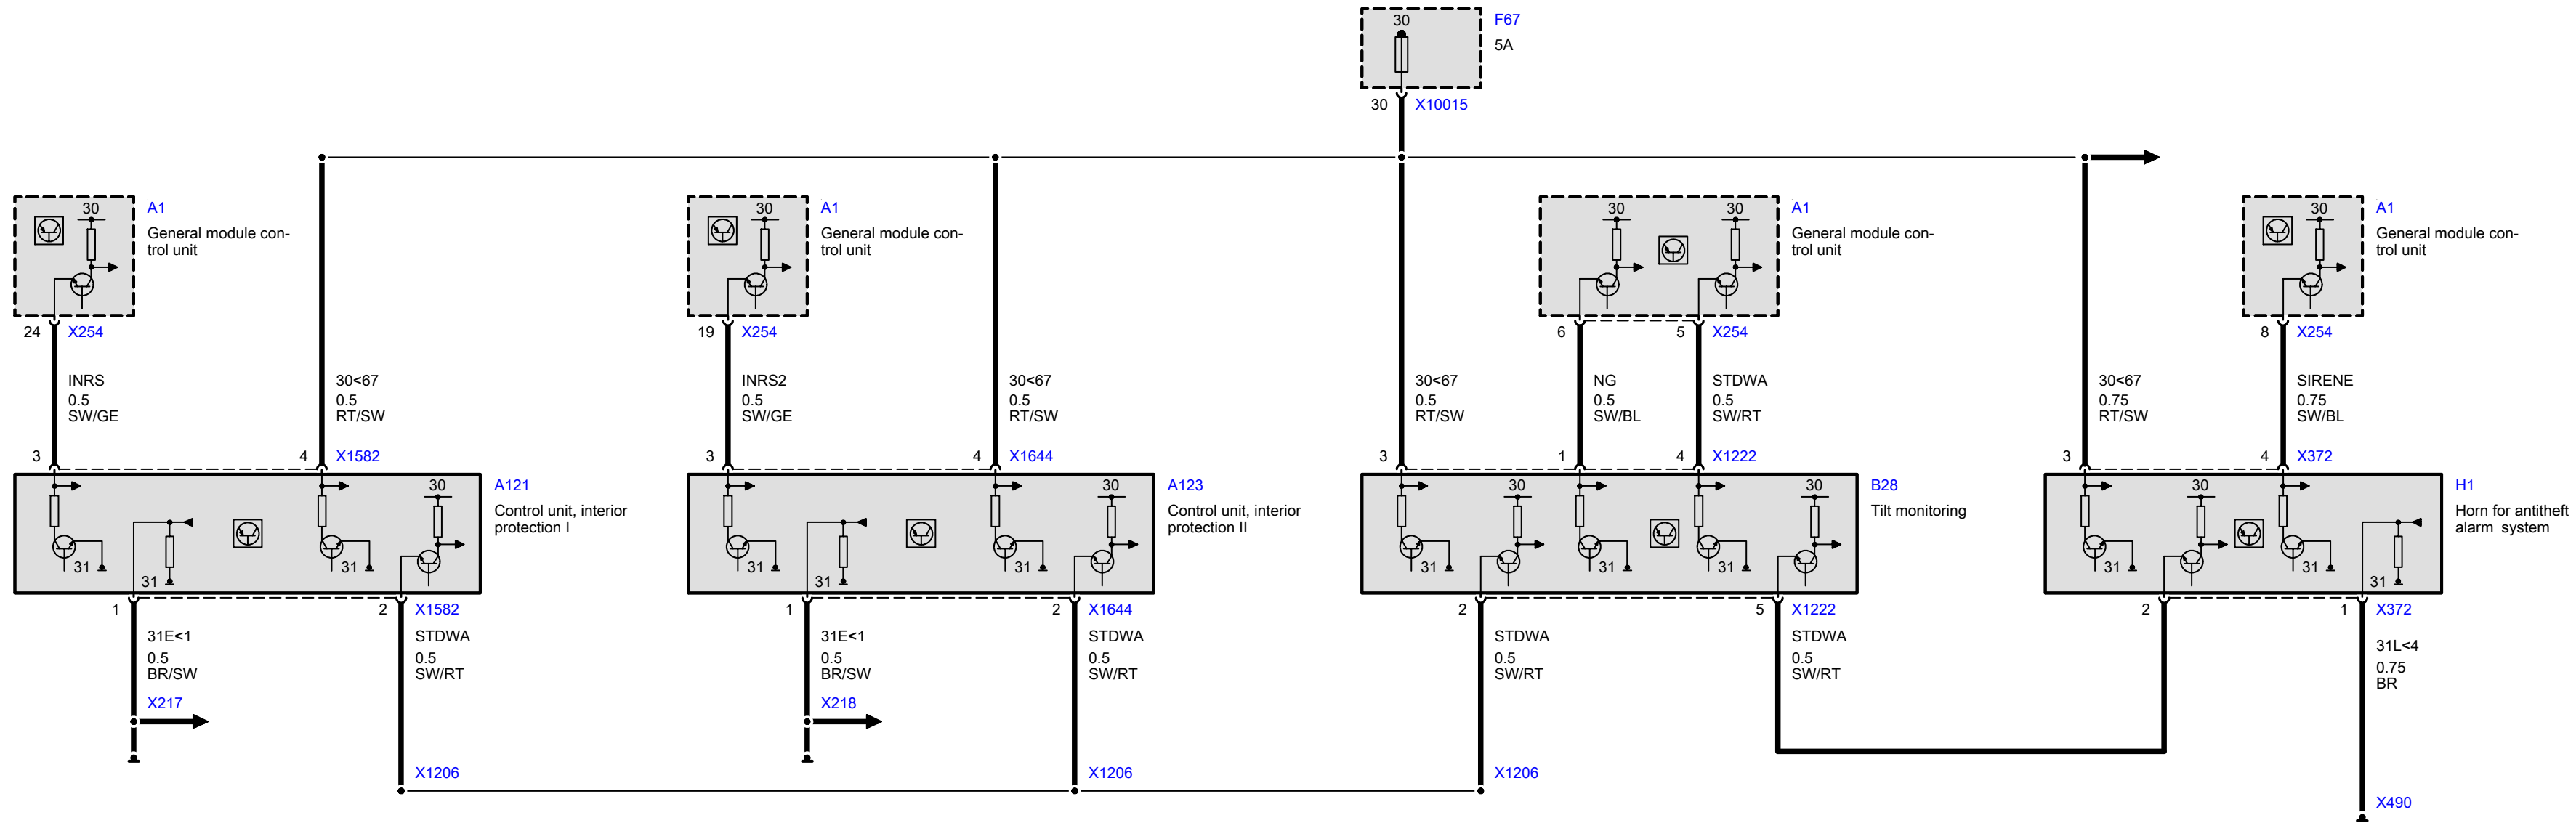 30
F67
5A
30
X10015
30
A1
General module con-
trol unit
30
A1
General module con-
trol unit
30
30
A1
General module con-
trol unit
30
A1
General module con-
trol unit
24
X254
19
X254
6
5
X254
8
X254
INRS
0.5
SW/GE
30<67
0.5
RT/SW
INRS2
0.5
SW/GE
30<67
0.5
RT/SW
30<67
0.5
RT/SW
NG
0.5
SW/BL
STDWA
0.5
SW/RT
30<67
0.75
RT/SW
SIRENE
0.75
SW/BL
3
4
X1582
3
4
X1644
3
1
4
X1222
3
4
X372
30
31
31
31
A121
Control unit, interior
protection I
30
31
31
31
A123
Control unit, interior
protection II
30
30
31
31
31
B28
Tilt monitoring
30
31
31
31
H1
Horn for antitheft
alarm system
1
2
X1582
1
2
X1644
2
5
X1222
2
1
X372
31E<1
0.5
BR/SW
STDWA
0.5
SW/RT
31E<1
0.5
BR/SW
STDWA
0.5
SW/RT
STDWA
0.5
SW/RT
STDWA
0.5
SW/RT
31L<4
0.75
BR
X217
X218
X1206
X1206
X1206
X490